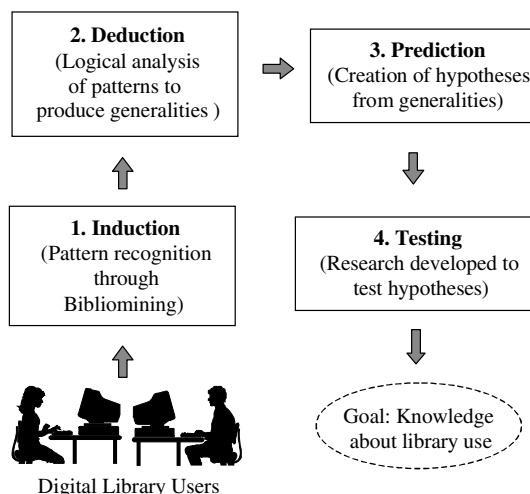 2. Deduction
(Logical analysis
of patterns to
produce generalities )
3. Prediction
(Creation of hypotheses
from generalities)
1. Induction
(Pattern recognition
through
Bibliomining)
4. Testing
(Research developed to
test hypotheses)
Goal: Knowledge
about library use
Digital Library Users